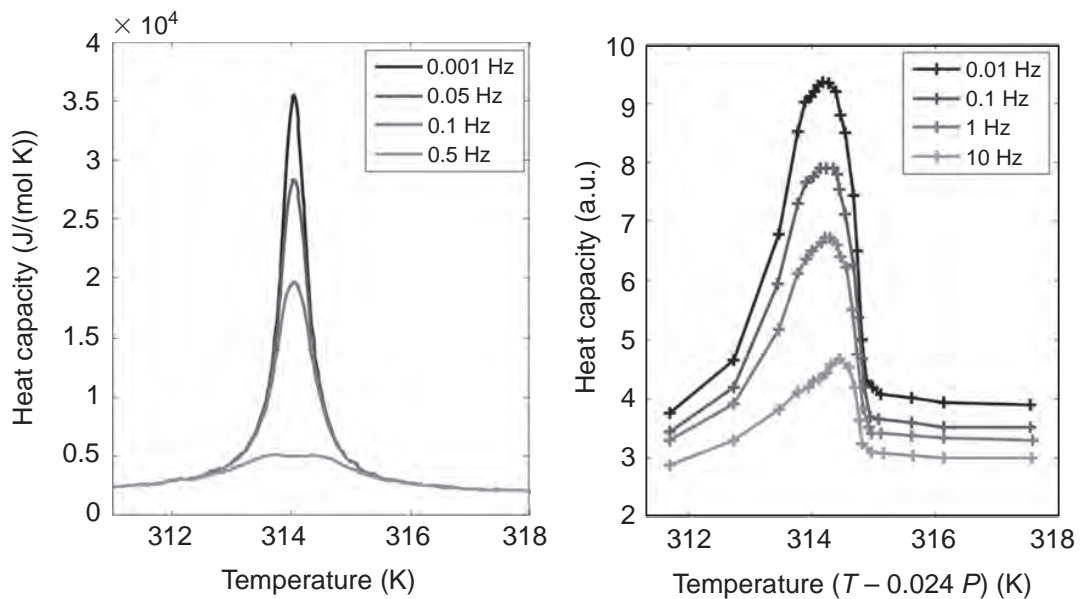 × 10⁴
4
3.5
3
2.5
2
1.5
1
0.5
0
312
314
316
318
Heat capacity (J/(mol K))
Temperature (K)
0.001 Hz
0.05 Hz
0.1 Hz
0.5 Hz
10
9
8
7
6
5
4
3
2
312
314
316
318
Heat capacity (a.u.)
Temperature (T – 0.024 P) (K)
0.01 Hz
0.1 Hz
1 Hz
10 Hz